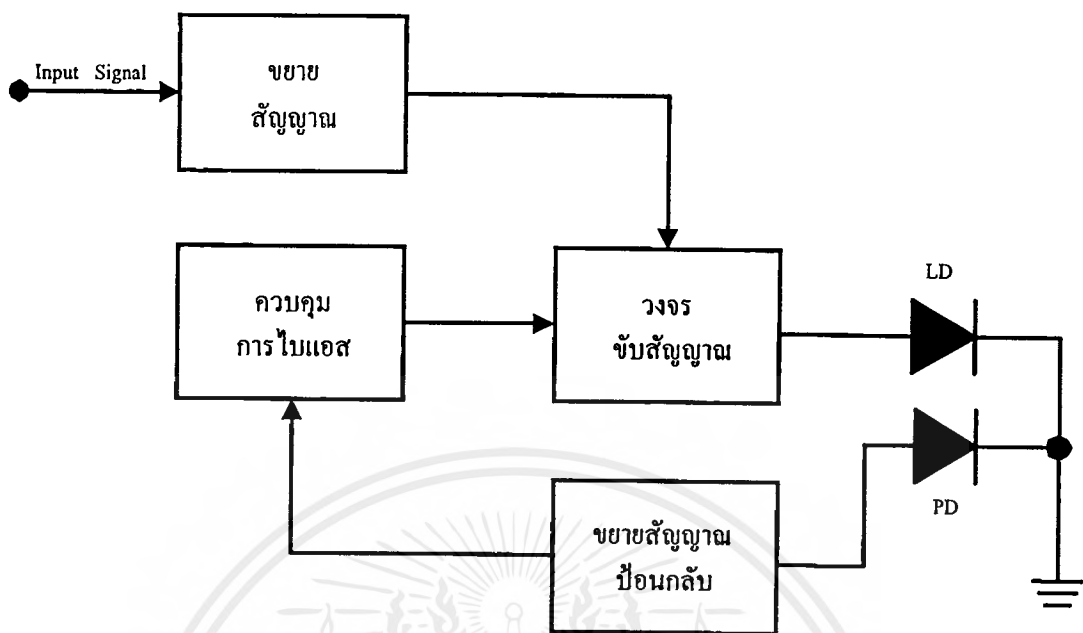 Input Signal
ขยาย
สัญญาณ
ควบคุม
การไบแอส
วงจร
ขับสัญญาณ
LD
PD
ขยายสัญญาณ
ป้อนกลับ